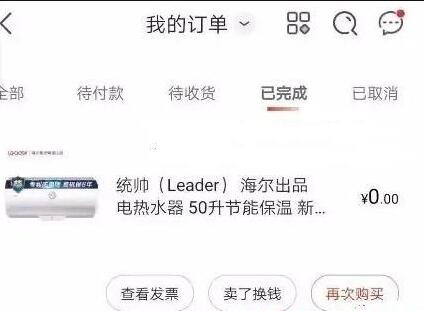 我的订单
全部 待付款 待收货 已完成 已取消
Leader
统帅（Leader） 海尔出品
电热水器 50升节能保温 新...
¥0.00
查看发票 卖了换钱 再次购买